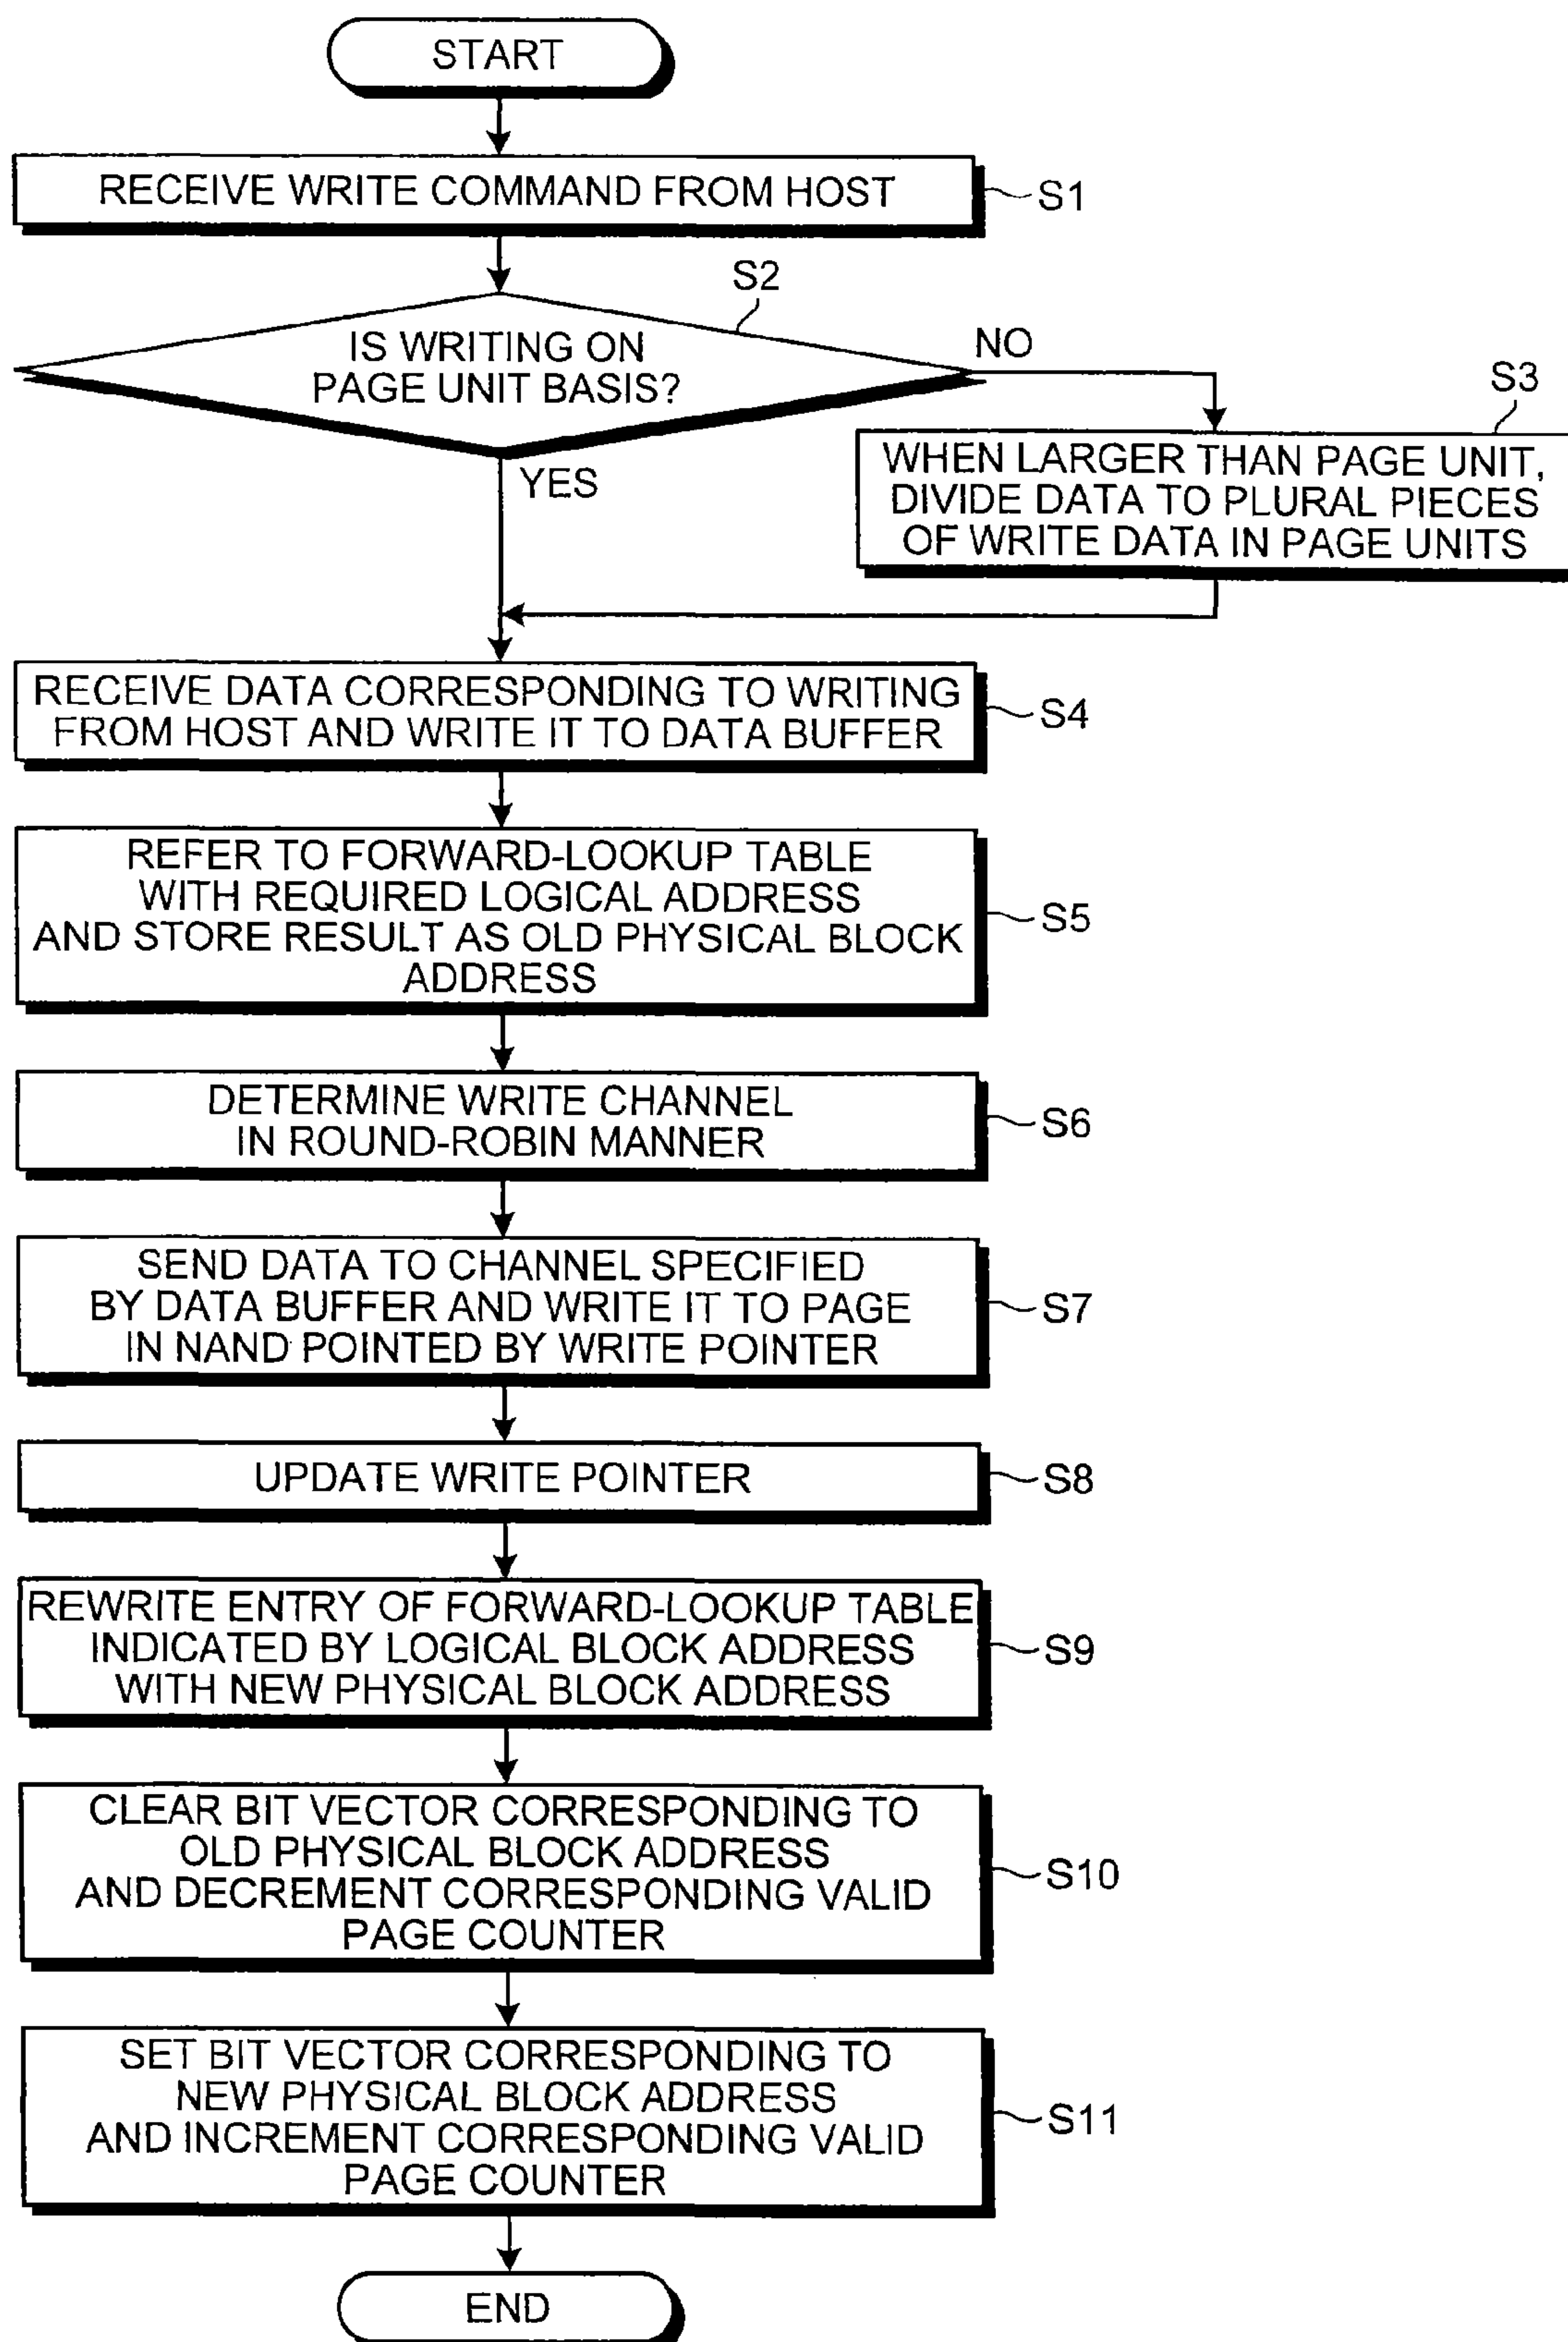 START
RECEIVE WRITE COMMAND FROM HOST
S1
S2
IS WRITING ON
PAGE UNIT BASIS?
NO
YES
S3
WHEN LARGER THAN PAGE UNIT,
DIVIDE DATA TO PLURAL PIECES
OF WRITE DATA IN PAGE UNITS
RECEIVE DATA CORRESPONDING TO WRITING
FROM HOST AND WRITE IT TO DATA BUFFER
S4
REFER TO FORWARD-LOOKUP TABLE
WITH REQUIRED LOGICAL ADDRESS
AND STORE RESULT AS OLD PHYSICAL BLOCK
ADDRESS
S5
DETERMINE WRITE CHANNEL
IN ROUND-ROBIN MANNER
S6
SEND DATA TO CHANNEL SPECIFIED
BY DATA BUFFER AND WRITE IT TO PAGE
IN NAND POINTED BY WRITE POINTER
S7
UPDATE WRITE POINTER
S8
REWRITE ENTRY OF FORWARD-LOOKUP TABLE
INDICATED BY LOGICAL BLOCK ADDRESS
WITH NEW PHYSICAL BLOCK ADDRESS
S9
CLEAR BIT VECTOR CORRESPONDING TO
OLD PHYSICAL BLOCK ADDRESS
AND DECREMENT CORRESPONDING VALID
PAGE COUNTER
S10
SET BIT VECTOR CORRESPONDING TO
NEW PHYSICAL BLOCK ADDRESS
AND INCREMENT CORRESPONDING VALID
PAGE COUNTER
S11
END